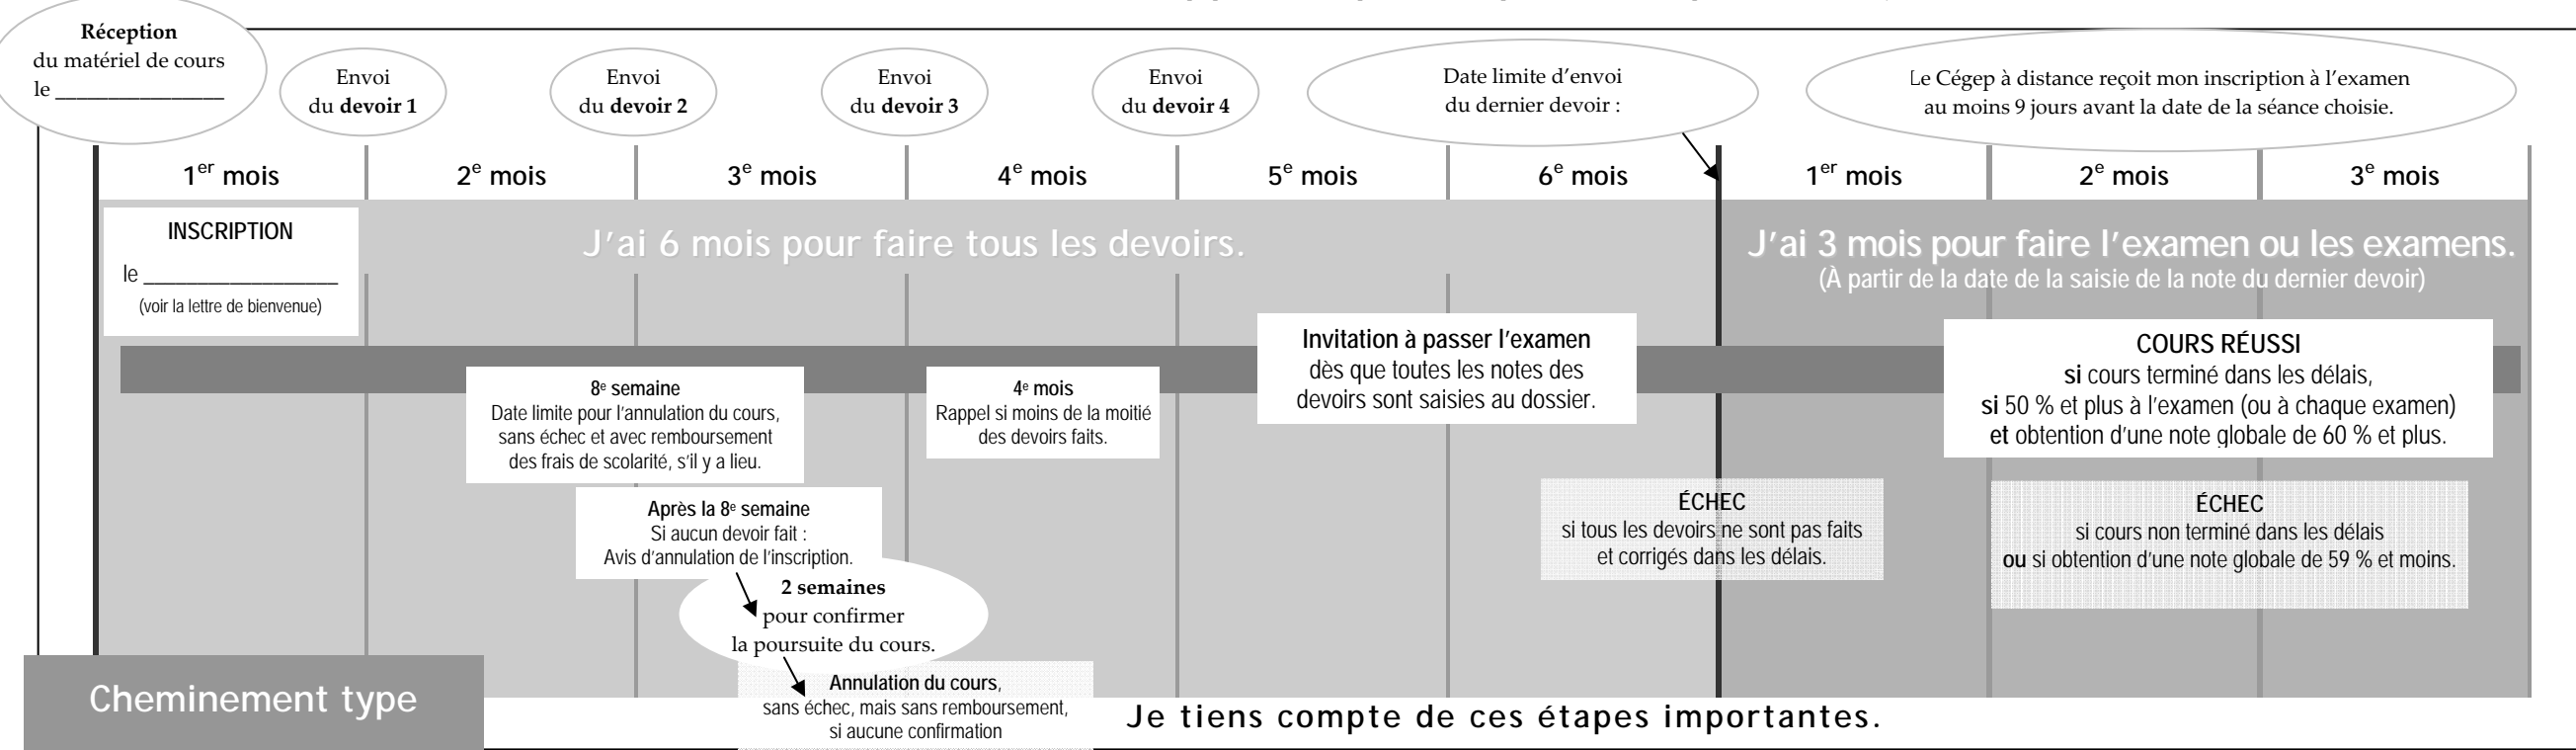 Réception
du matériel de cours
le ________________
Envoi
du devoir 1
Envoi
du devoir 2
Envoi
du devoir 3
Envoi
du devoir 4
Date limite d'envoi
du dernier devoir :
Le Cégep à distance reçoit mon inscription à l'examen
au moins 9 jours avant la date de la séance choisie.
1er mois
2e mois
3e mois
4e mois
5e mois
6e mois
1er mois
2e mois
3e mois
INSCRIPTION
le __________________
(voir la lettre de bienvenue)
J'ai 6 mois pour faire tous les devoirs.
J'ai 3 mois pour faire l'examen ou les examens.
(À partir de la date de la saisie de la note du dernier devoir)
8e semaine
Date limite pour l'annulation du cours,
sans échec et avec remboursement
des frais de scolarité, s'il y a lieu.
4e mois
Rappel si moins de la moitié
des devoirs faits.
Invitation à passer l'examen
dès que toutes les notes des
devoirs sont saisies au dossier.
COURS RÉUSSI
si cours terminé dans les délais,
si 50 % et plus à l'examen (ou à chaque examen)
et obtention d'une note globale de 60 % et plus.
Après la 8e semaine
Si aucun devoir fait :
Avis d'annulation de l'inscription.
2 semaines
pour confirmer
la poursuite du cours.
Annulation du cours,
sans échec, mais sans remboursement,
si aucune confirmation
ÉCHEC
si tous les devoirs ne sont pas faits
et corrigés dans les délais.
ÉCHEC
si cours non terminé dans les délais
ou si obtention d'une note globale de 59 % et moins.
Cheminement type
Je tiens compte de ces étapes importantes.